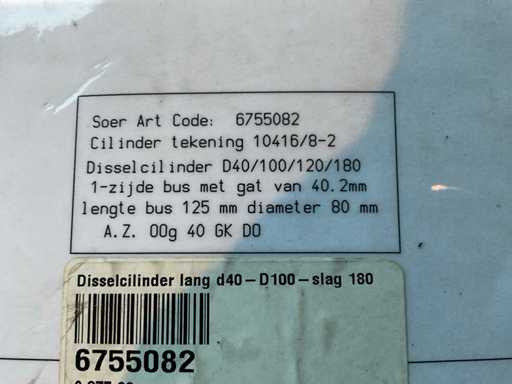 Soer Art Code: 6755082
Cilinder tekening 10416/8-2
Disselcilinder D40/100/120/180
1-zijde bus met gat van 40.2mm
lengte bus 125 mm diameter 80 mm
A.Z. 00g 40 GK DO
Disselcilinder lang d40-D100-slag 180
6755082